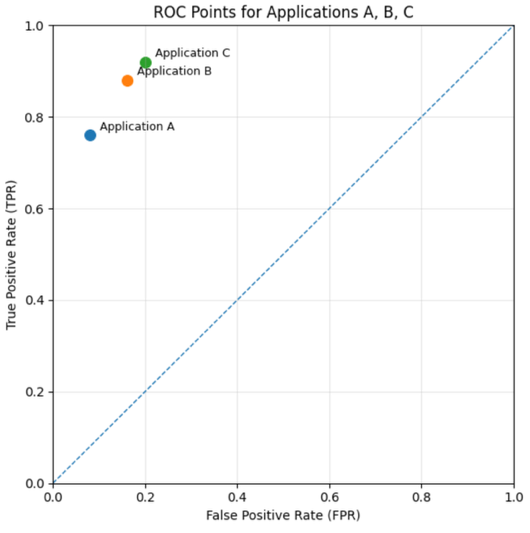 ROC Points for Applications A, B, C
1.0
Application C
Application B
0.8
Application A
True Positive Rate (TPR)
0.6
0.4
0.2
0.0
0.0 0.2 0.4 0.6 0.8 1.0
False Positive Rate (FPR)